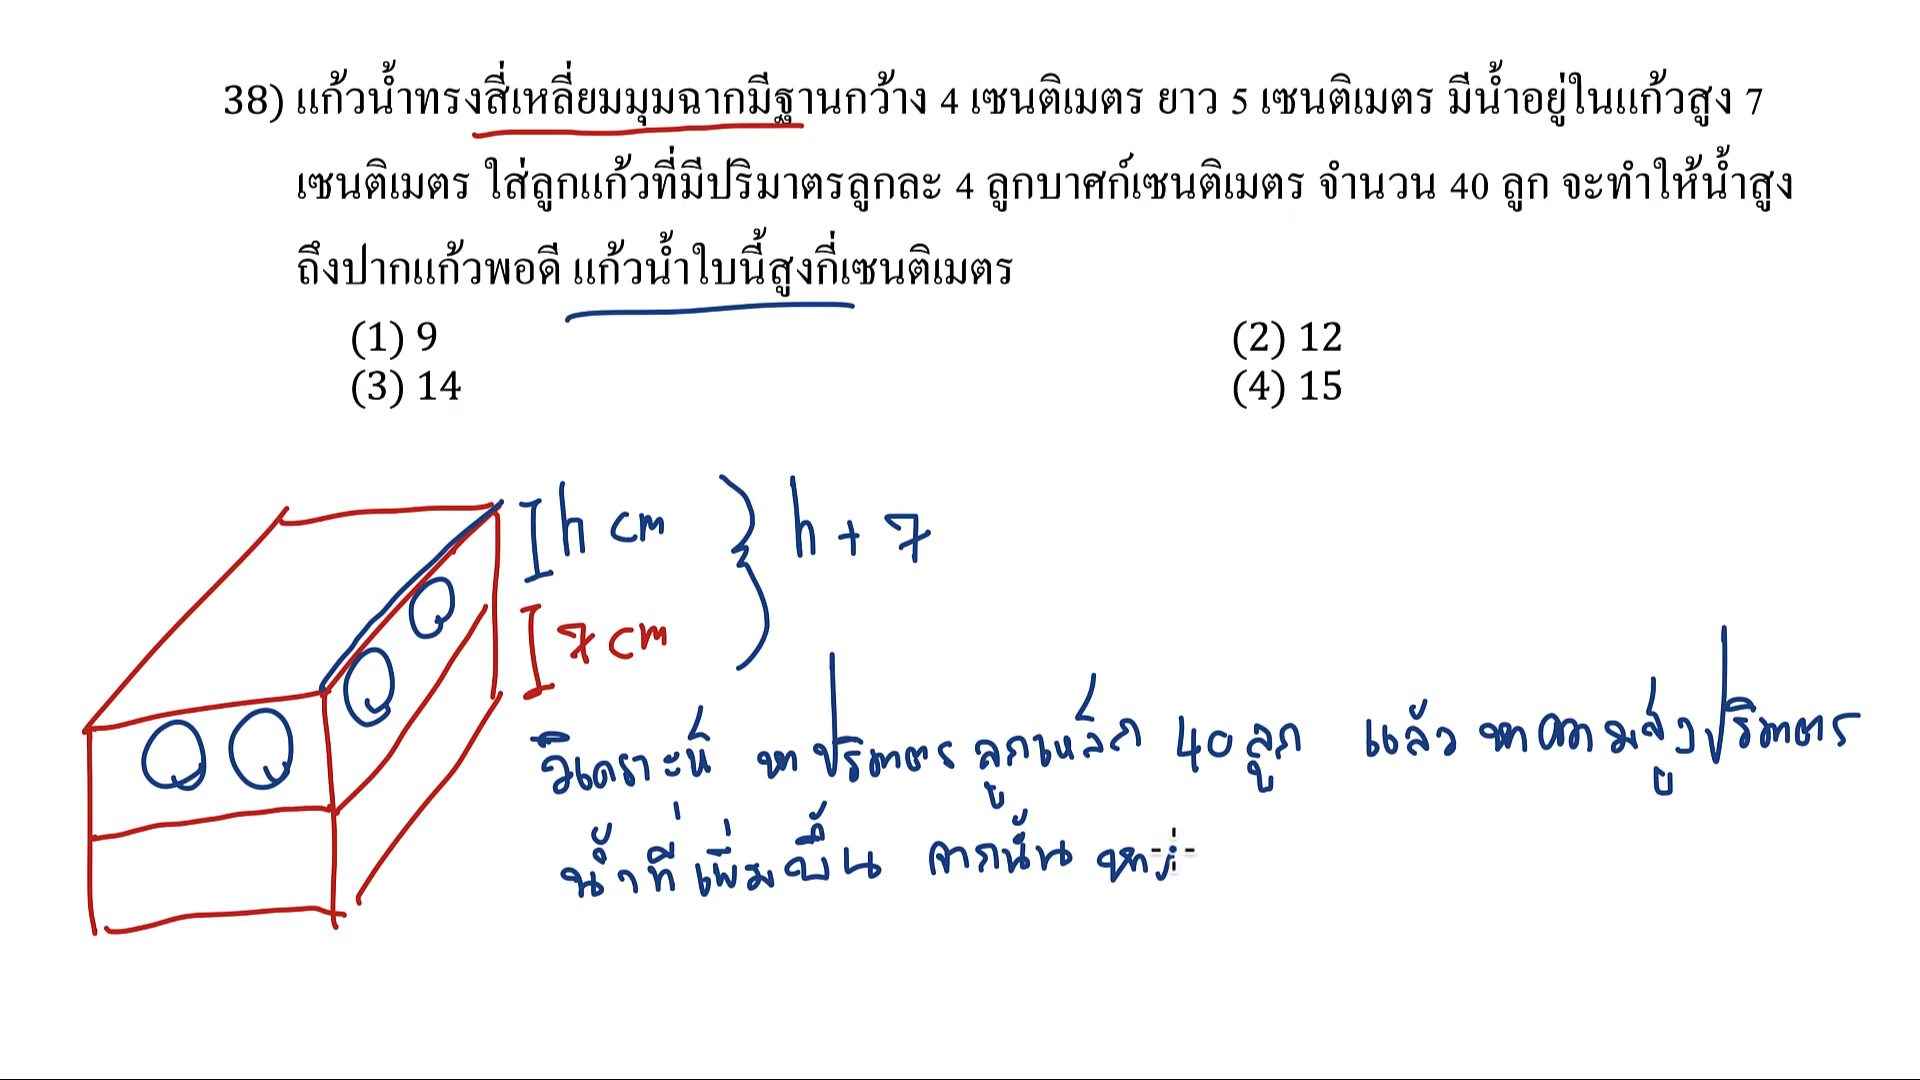 38) แก้วน้ำทรงสี่เหลี่ยมมุมฉากมีฐานกว้าง 4 เซนติเมตร ยาว 5 เซนติเมตร มีน้ำอยู่ในแก้วสูง 7
เซนติเมตร ใส่ลูกแก้วที่มีปริมาตรลูกละ 4 ลูกบาศก์เซนติเมตร จำนวน 40 ลูก จะทำให้น้ำสูง
ถึงปากแก้วพอดี แก้วน้ำใบนี้สูงกี่เซนติเมตร
(1) 9 (2) 12
(3) 14 (4) 15
h cm h + 7
7 cm
วิเคราะห์ หาปริมาตรลูกเหล็ก 40 ลูก แล้ว หาความสูงปริมาตร
น้ำที่เพิ่มขึ้น จากนั้น หา